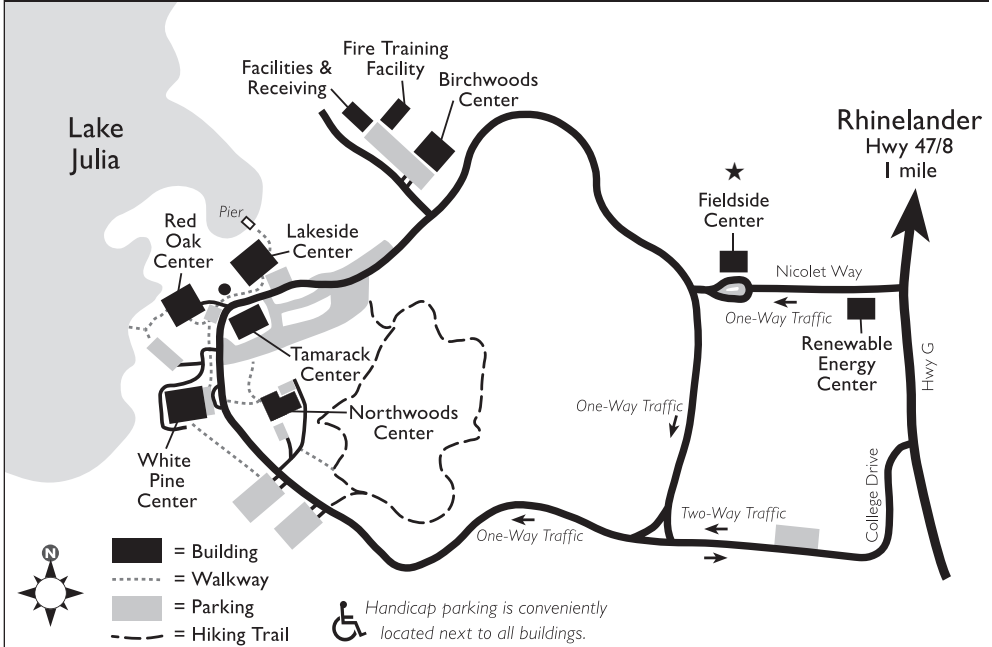 Fire Training
Facility
Facilities &
Receiving
Birchwoods
Center
Lake
Julia
Rhinelander
Hwy 47/8
1 mile
Fieldside
Center
Pier
Red
Oak
Center
Lakeside
Center
Nicolet Way
One-Way Traffic
Renewable
Energy
Center
Hwy G
Tamarack
Center
Northwoods
Center
One-Way Traffic
White
Pine
Center
College Drive
Two-Way Traffic
One-Way Traffic
N
= Building
= Walkway
= Parking
= Hiking Trail
Handicap parking is conveniently
located next to all buildings.